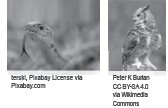 terski, Pixabay License via
Pixabay.com
Peter K Burian
CC BY-SA 4.0
via Wikimedia
Commons